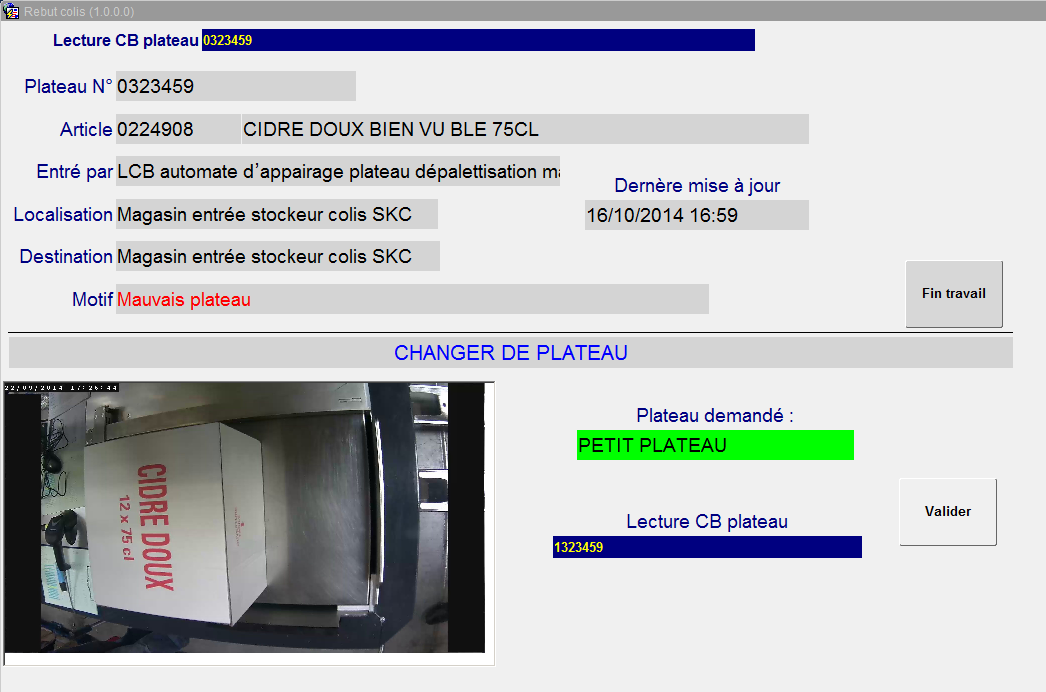 Rebut colis (1.0.0.0)
Lecture CB plateau 0323459
Plateau N° 0323459
Article 0224908 CIDRE DOUX BIEN VU BLE 75CL
Entré par LCB automate d’appairage plateau dépalettisation
Dernère mise à jour
Localisation Magasin entrée stockeur colis SKC
16/10/2014 16:59
Destination Magasin entrée stockeur colis SKC
Motif Mauvais plateau
Fin travail
CHANGER DE PLATEAU
22/09/2014 17:26:44
CIDRE DOUX
12 x 75 cl
Plateau demandé :
PETIT PLATEAU
Lecture CB plateau
1323459
Valider